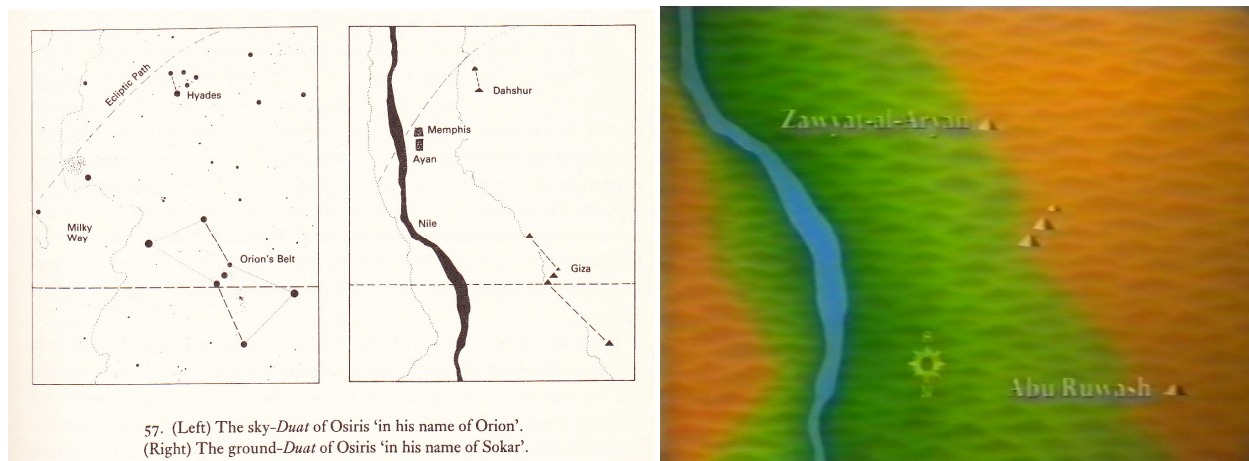 Ecliptic Path
Hyades
Milky
Way
Orion's Belt
Dahshur
Memphis
Ayan
Nile
Giza
57. (Left) The sky-Duat of Osiris 'in his name of Orion'.
(Right) The ground-Duat of Osiris 'in his name of Sokar'.
Zawyat-al-Aryan
S
N
Abu Ruwash